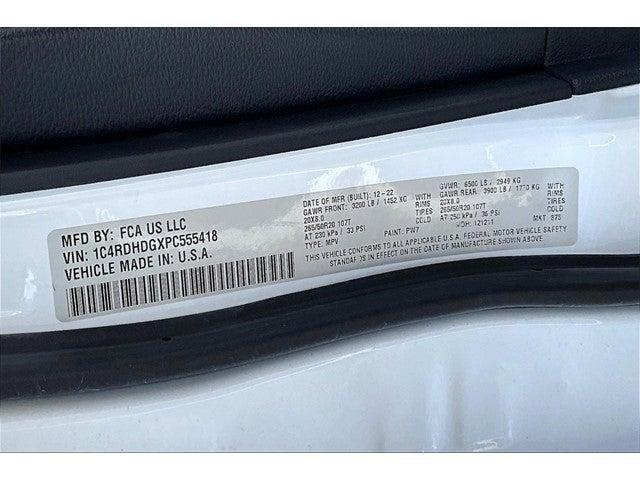 MFD BY: FCA US LLC
VIN: 1C4RDHDGXPC555418
VEHICLE MADE IN: U.S.A.
DATE OF MFR (BUILT): 12-22 GVWR: 6500 LB / 2949 KG
GAWR FRONT: 3200 LB / 1452 KG WITH GAWR REAR: 3900 LB / 1770 KG WITH
20X8.0 RIMS 20X8.0 RIMS
265/50R20 107T TIRES 265/50R20 107T TIRES
AT 230 kPa / 33 PSI COLD AT 250 kPa / 36 PSI COLD
TYPE: MPV PAINT: PW7 MDH: MKT: 875
THIS VEHICLE CONFORMS TO ALL APPLICABLE U.S.A. FEDERAL MOTOR VEHICLE SAFETY
STANDARDS IN EFFECT ON THE DATE OF MANUFACTURE SHOWN ABOVE.